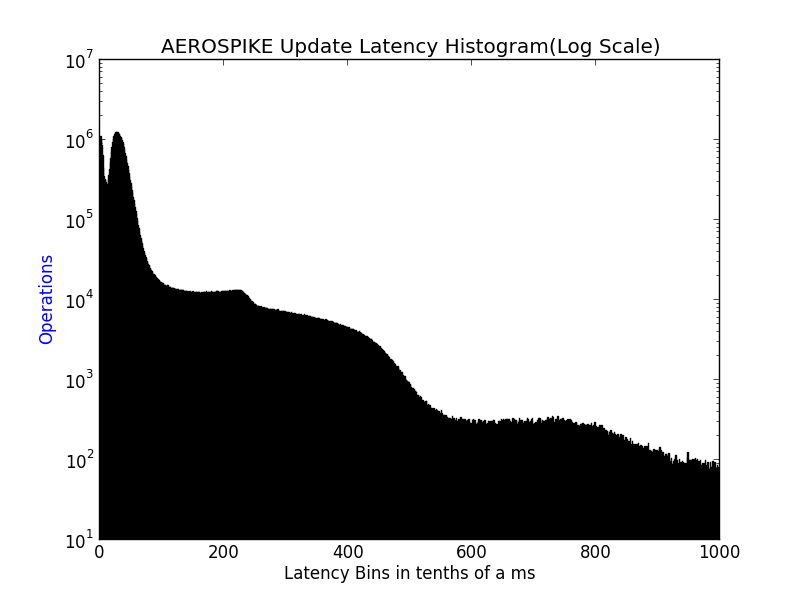 AEROSPIKE Update Latency Histogram(Log Scale)
10^7
10^6
10^5
10^4
10^3
10^2
10^1
Operations
0 200 400 600 800 1000
Latency Bins in tenths of a ms